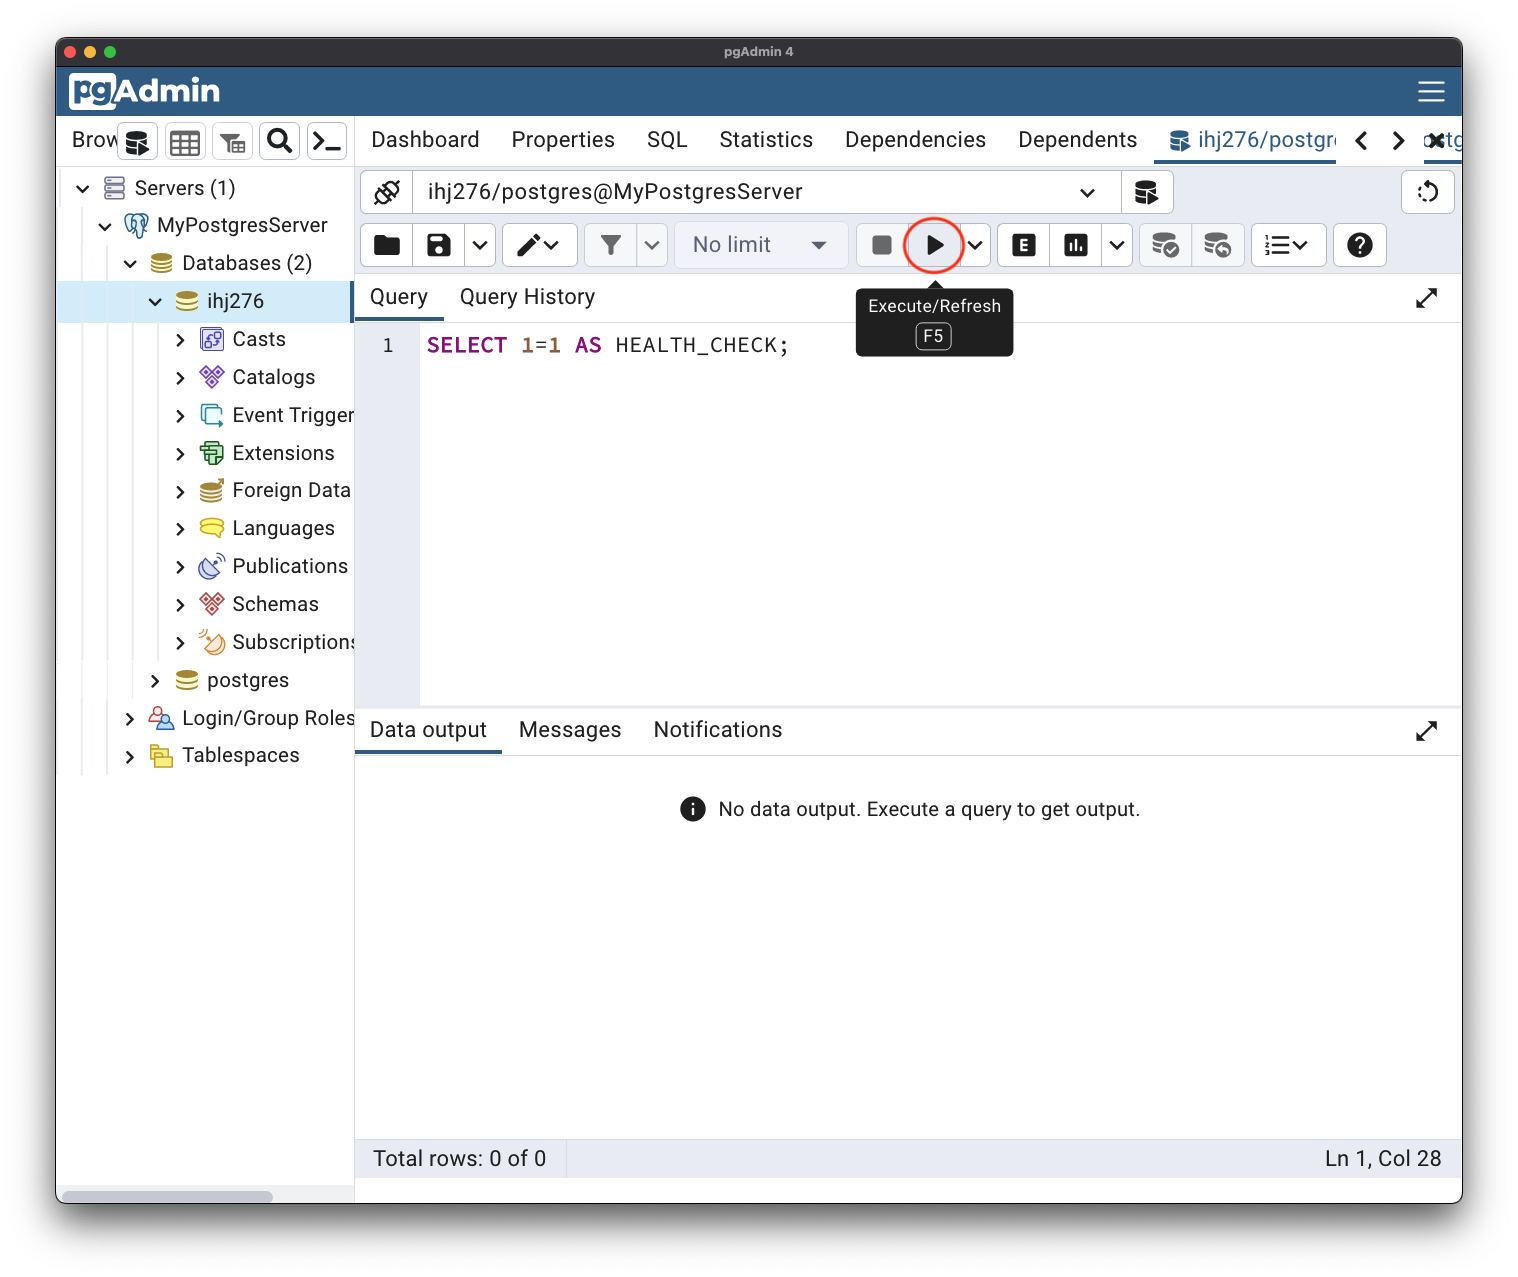 pgAdmin 4
pgAdmin
Brow
Dashboard Properties SQL Statistics Dependencies Dependents ihj276/postgr
Servers (1)
MyPostgresServer
Databases (2)
ihj276
Casts
Catalogs
Event Trigger
Extensions
Foreign Data
Languages
Publications
Schemas
Subscriptions
postgres
Login/Group Roles
Tablespaces
ihj276/postgres@MyPostgresServer
No limit
E
Query Query History
Execute/Refresh
F5
1 SELECT 1=1 AS HEALTH_CHECK;
Data output Messages Notifications
No data output. Execute a query to get output.
Total rows: 0 of 0
Ln 1, Col 28